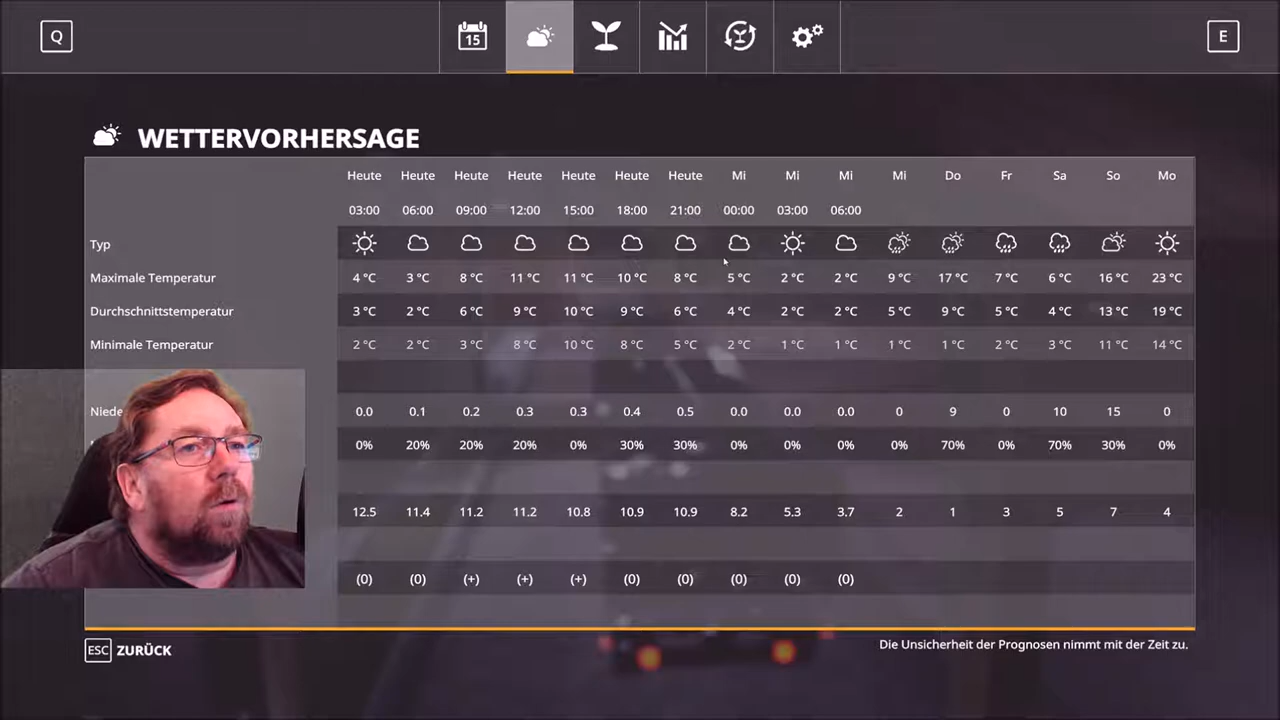 Q
15
E
WETTERVORHERSAGE
Heute Heute Heute Heute Heute Heute Heute Mi Mi Mi Mi Do Fr Sa So Mo
03:00 06:00 09:00 12:00 15:00 18:00 21:00 00:00 03:00 06:00
Typ
Maximale Temperatur 4 °C 3 °C 8 °C 11 °C 11 °C 10 °C 8 °C 5 °C 2 °C 2 °C 9 °C 17 °C 7 °C 6 °C 16 °C 23 °C
Durchschnittstemperatur 3 °C 2 °C 6 °C 9 °C 10 °C 9 °C 6 °C 4 °C 2 °C 2 °C 5 °C 9 °C 5 °C 4 °C 13 °C 19 °C
Minimale Temperatur 2 °C 2 °C 3 °C 8 °C 10 °C 8 °C 5 °C 2 °C 1 °C 1 °C 1 °C 1 °C 2 °C 3 °C 11 °C 14 °C
Niede 0.0 0.1 0.2 0.3 0.3 0.4 0.5 0.0 0.0 0.0 0 9 0 10 15 0
0% 20% 20% 20% 0% 30% 30% 0% 0% 0% 0% 70% 0% 70% 30% 0%
12.5 11.4 11.2 11.2 10.8 10.9 10.9 8.2 5.3 3.7 2 1 3 5 7 4
(0) (0) (+) (+) (+) (0) (0) (0) (0) (0)
ESC ZURÜCK
Die Unsicherheit der Prognosen nimmt mit der Zeit zu.